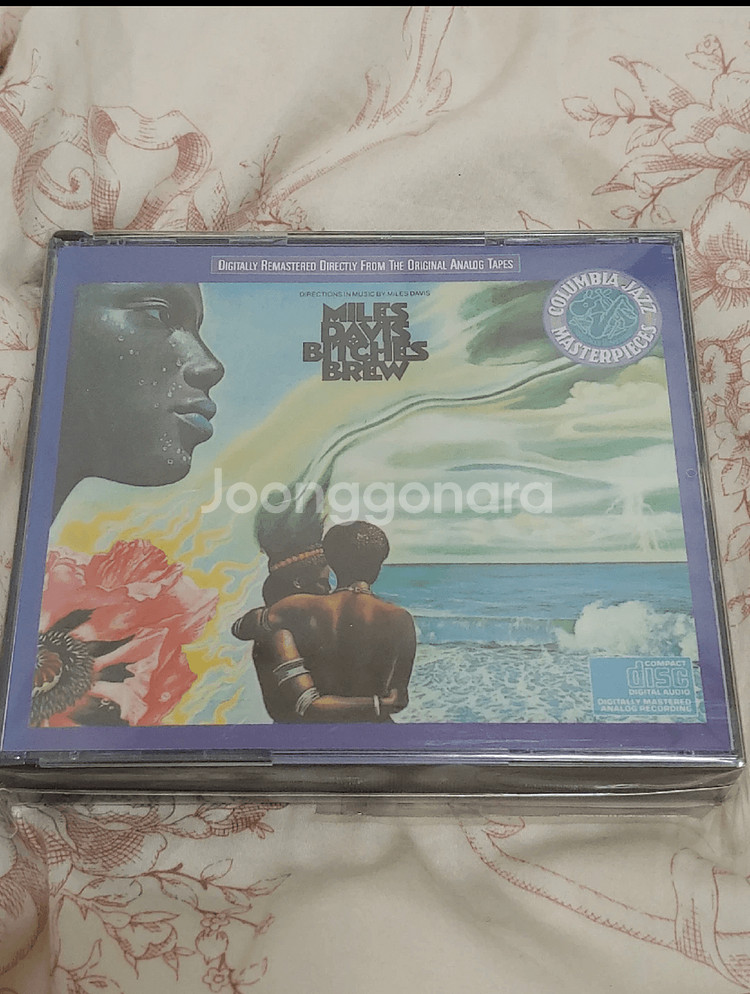 DIGITALLY REMASTERED DIRECTLY FROM THE ORIGINAL ANALOG TAPES
COLUMBIA JAZZ MASTERPIECES
DIRECTIONS IN MUSIC BY MILES DAVIS
MILES
DAVIS
BITCHES
BREW
Joonggonara
COMPACT
disc
DIGITAL AUDIO
DIGITALLY MASTERED
ANALOG RECORDING